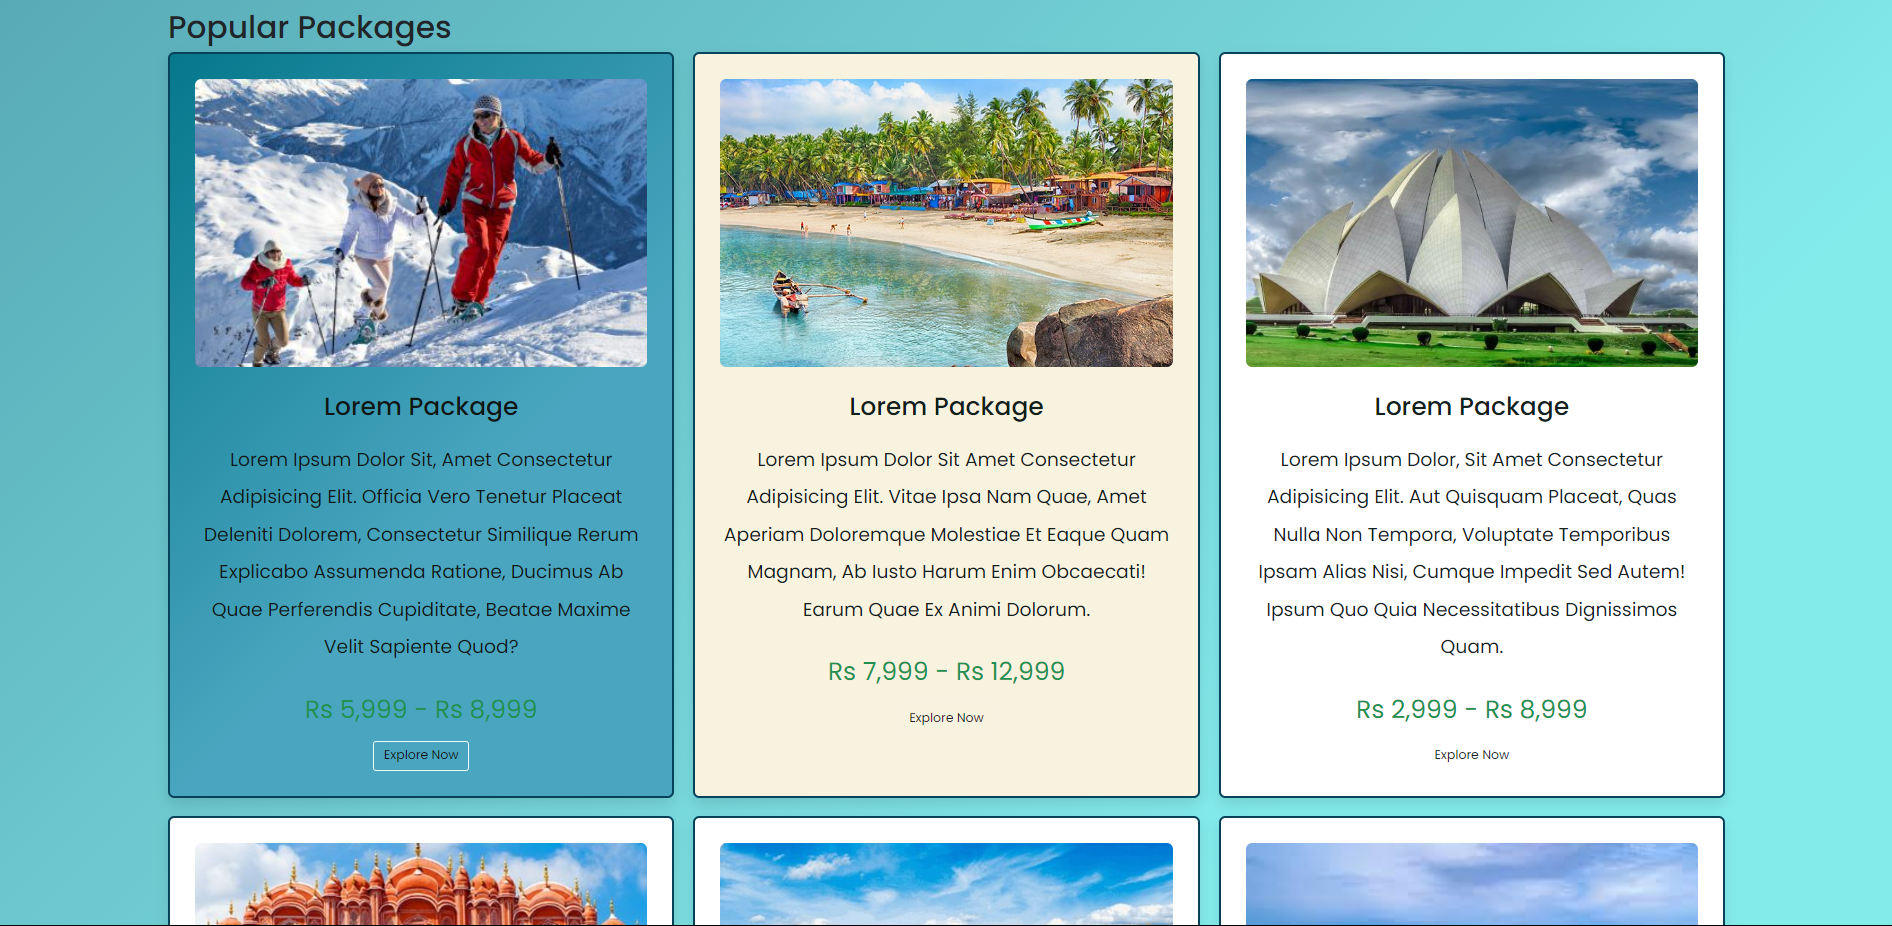 Popular Packages
Lorem Package
Lorem Ipsum Dolor Sit, Amet Consectetur
Adipisicing Elit. Officia Vero Tenetur Placeat
Deleniti Dolorem, Consectetur Similique Rerum
Explicabo Assumenda Ratione, Ducimus Ab
Quae Perferendis Cupiditate, Beatae Maxime
Velit Sapiente Quod?
Rs 5,999 - Rs 8,999
Explore Now
Lorem Package
Lorem Ipsum Dolor Sit Amet Consectetur
Adipisicing Elit. Vitae Ipsa Nam Quae, Amet
Aperiam Doloremque Molestiae Et Eaque Quam
Magnam, Ab Iusto Harum Enim Obcaecati!
Earum Quae Ex Animi Dolorum.
Rs 7,999 - Rs 12,999
Explore Now
Lorem Package
Lorem Ipsum Dolor, Sit Amet Consectetur
Adipisicing Elit. Aut Quisquam Placeat, Quas
Nulla Non Tempora, Voluptate Temporibus
Ipsam Alias Nisi, Cumque Impedit Sed Autem!
Ipsum Quo Quia Necessitatibus Dignissimos
Quam.
Rs 2,999 - Rs 8,999
Explore Now